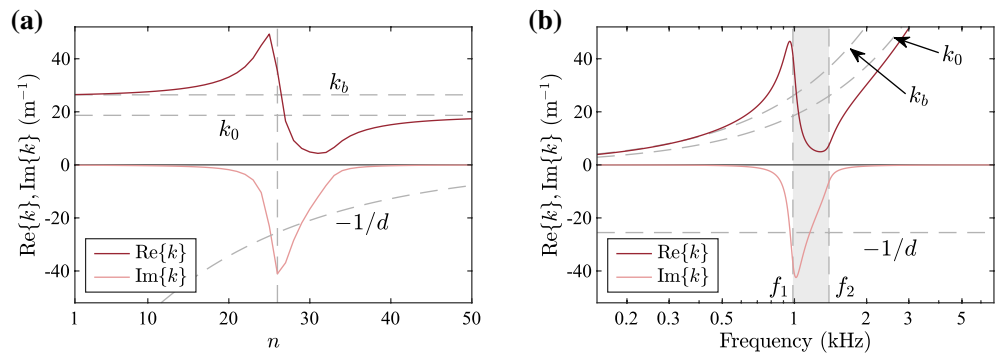 (a)
Re{k}, Im{k} (m⁻¹)
40
20
0
-20
-40
k_b
k_0
−1/d
Re{k}
Im{k}
1
10
20
30
40
50
n
(b)
Re{k}, Im{k} (m⁻¹)
40
20
0
-20
-40
k_0
k_b
−1/d
f_1
f_2
Re{k}
Im{k}
0.2
0.3
0.5
1
2
3
5
Frequency (kHz)